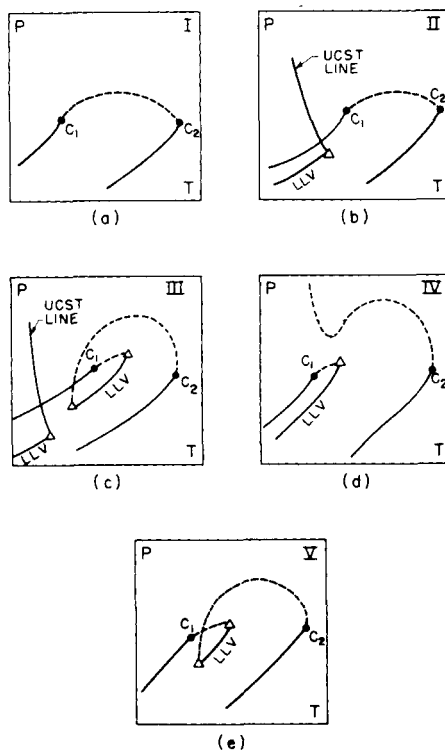 P I
C₁
C₂
T
(a)
P II
UCST
LINE
C₁
C₂
LLV
T
(b)
P III
UCST
LINE
C₁
C₂
LLV
LLV
T
(c)
P IV
C₁
C₂
LLV
T
(d)
P V
C₁
C₂
LLV
T
(e)